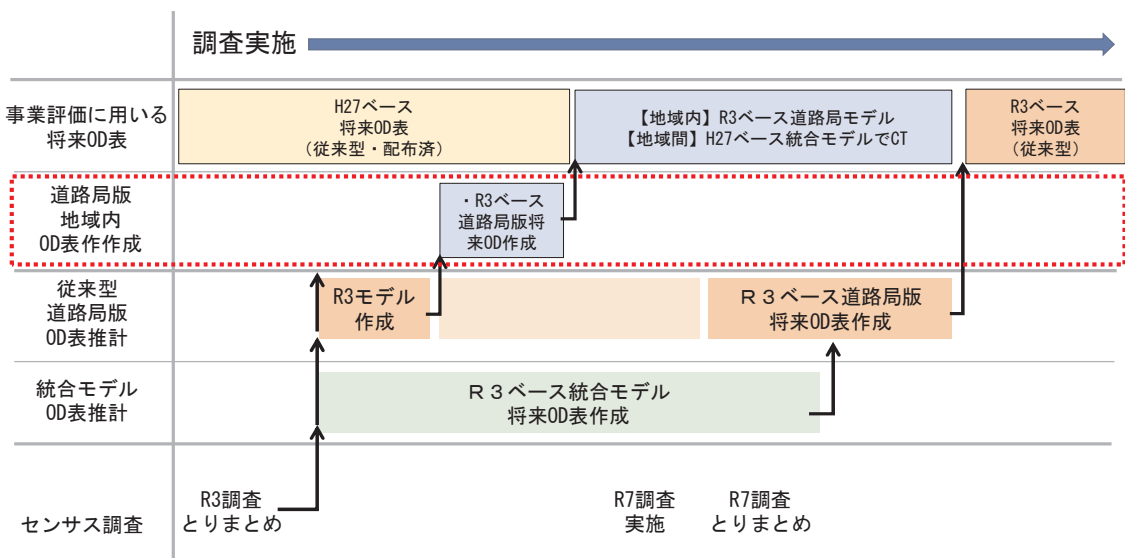 調査実施
事業評価に用いる
将来OD表
H27ベース
将来OD表
（従来型・配布済）
【地域内】R3ベース道路局モデル
【地域間】H27ベース統合モデルでCT
R3ベース
将来OD表
（従来型）
道路局版
地域内
OD表作作成
・R3ベース
道路局版将
来OD作成
従来型
道路局版
OD表推計
R3モデル
作成
Ｒ３ベース道路局版
将来OD表作成
統合モデル
OD表推計
Ｒ３ベース統合モデル
将来OD表作成
センサス調査
R3調査
とりまとめ
R7調査
実施
R7調査
とりまとめ